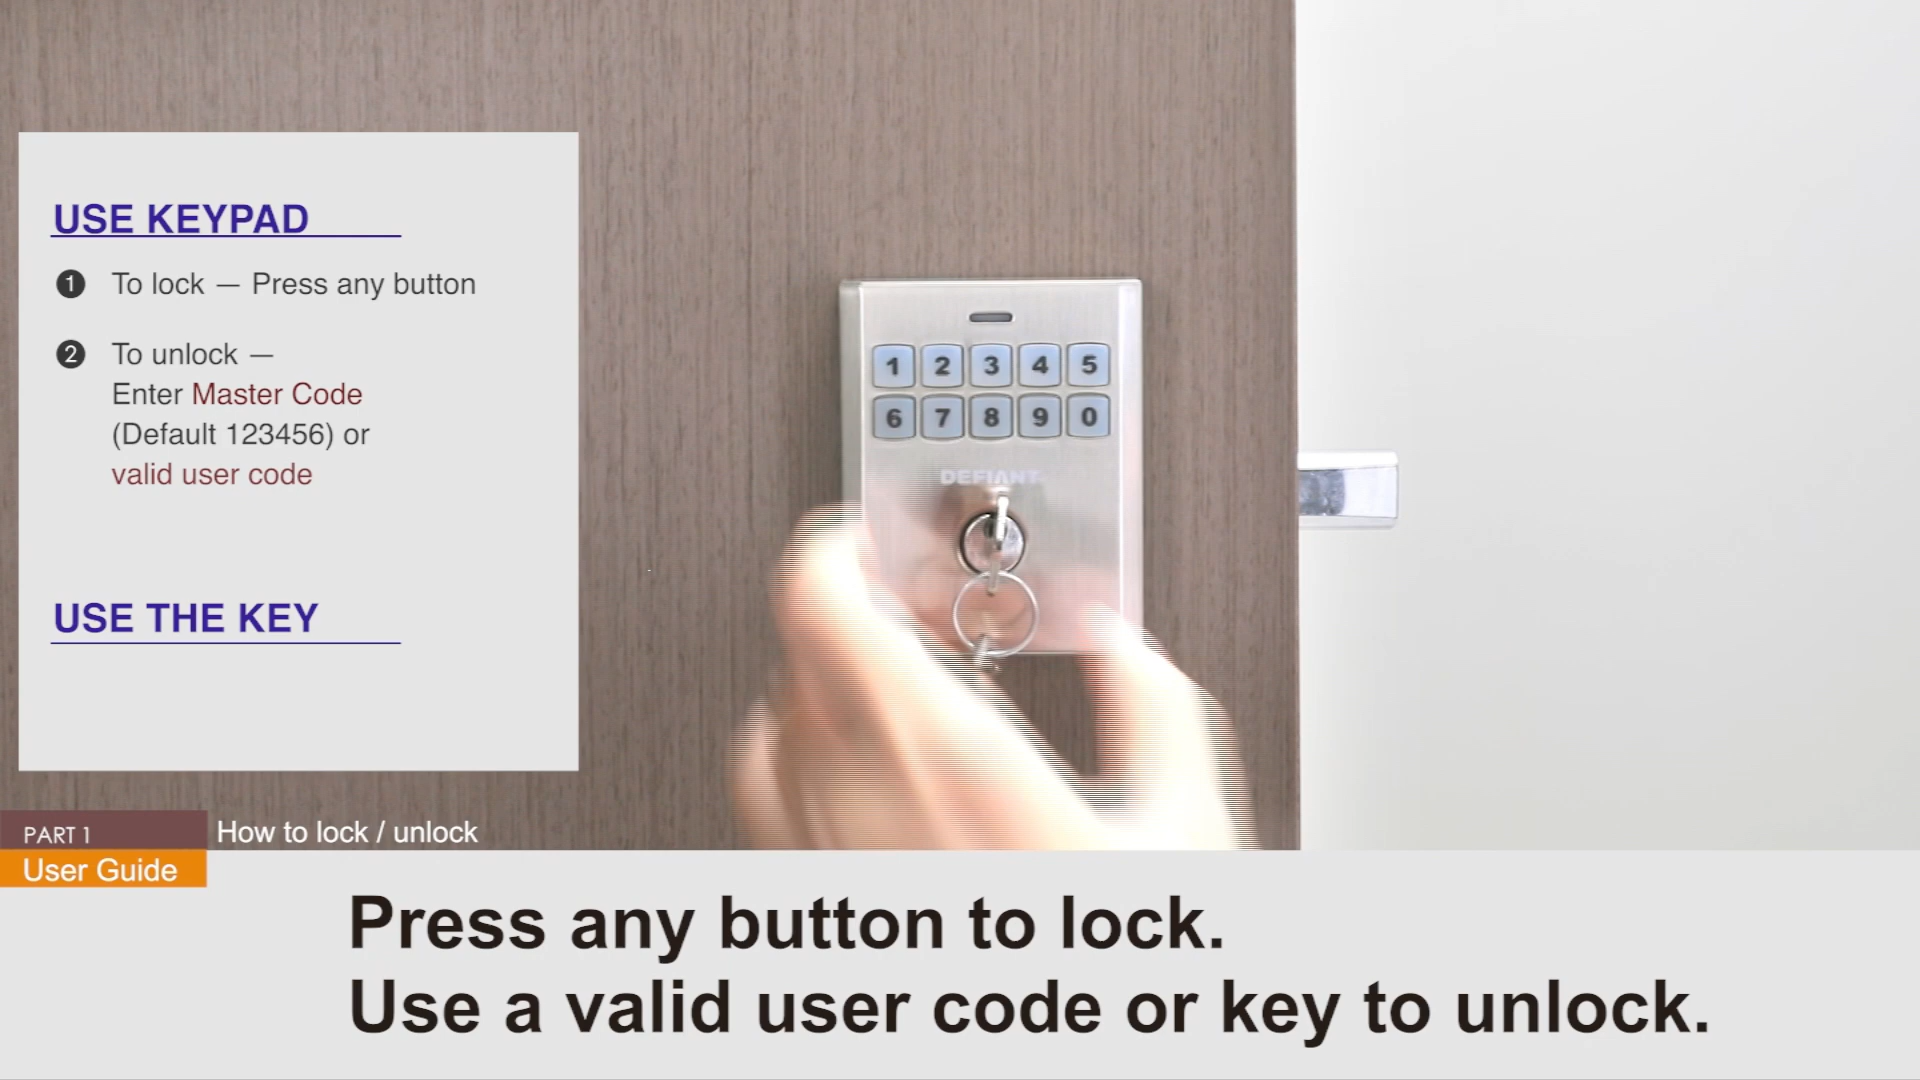 USE KEYPAD
1 To lock — Press any button
2 To unlock —
Enter Master Code
(Default 123456) or
valid user code
USE THE KEY
1 2 3 4 5
6 7 8 9 0
DEFIANT
PART 1
How to lock / unlock
User Guide
Press any button to lock.
Use a valid user code or key to unlock.